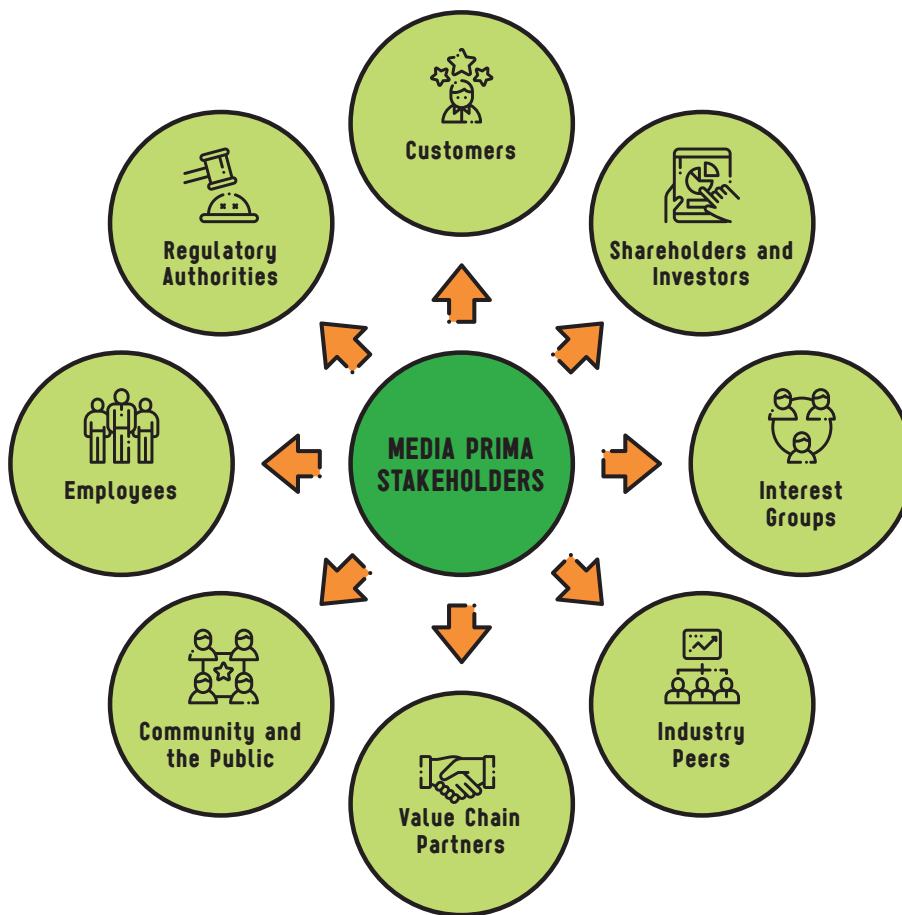 Customers
Regulatory
Authorities
Shareholders and
Investors
MEDIA PRIMA
STAKEHOLDERS
Employees
Interest
Groups
Community and
the Public
Industry
Peers
Value Chain
Partners